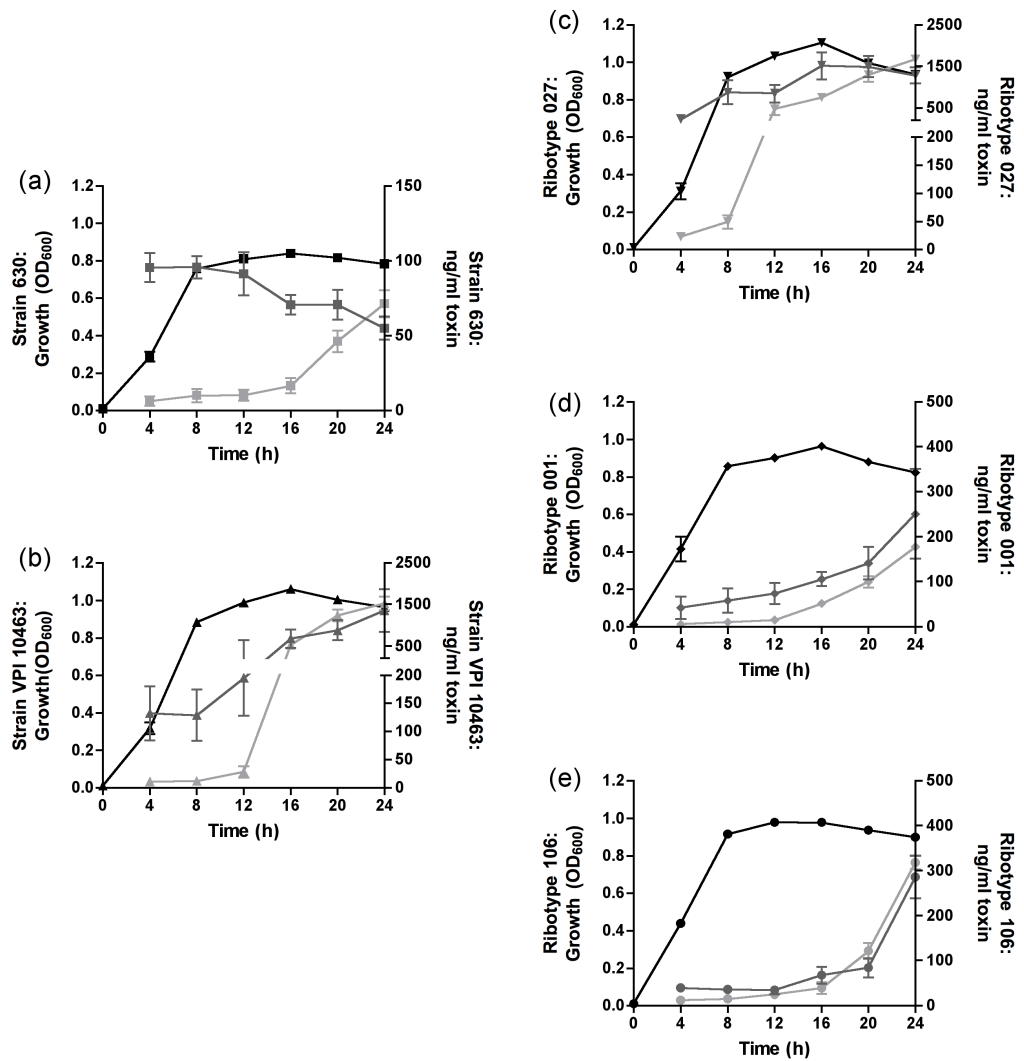 (a)
Strain 630:
Growth (OD600)
1.2
1.0
0.8
0.6
0.4
0.2
0.0
150
100
50
0
Strain 630:
ng/ml toxin
0 4 8 12 16 20 24
Time (h)
(b)
Strain VPI 10463:
Growth(OD600)
1.2
1.0
0.8
0.6
0.4
0.2
0.0
2500
1500
500
200
150
100
50
0
Strain VPI 10463:
ng/ml toxin
0 4 8 12 16 20 24
Time (h)
(c)
Ribotype 027:
Growth (OD600)
1.2
1.0
0.8
0.6
0.4
0.2
0.0
2500
1500
500
200
150
100
50
0
Ribotype 027:
ng/ml toxin
0 4 8 12 16 20 24
Time (h)
(d)
Ribotype 001:
Growth (OD600)
1.2
1.0
0.8
0.6
0.4
0.2
0.0
500
400
300
200
100
0
Ribotype 001:
ng/ml toxin
0 4 8 12 16 20 24
Time (h)
(e)
Ribotype 106:
Growth (OD600)
1.2
1.0
0.8
0.6
0.4
0.2
0.0
500
400
300
200
100
0
Ribotype 106:
ng/ml toxin
0 4 8 12 16 20 24
Time (h)